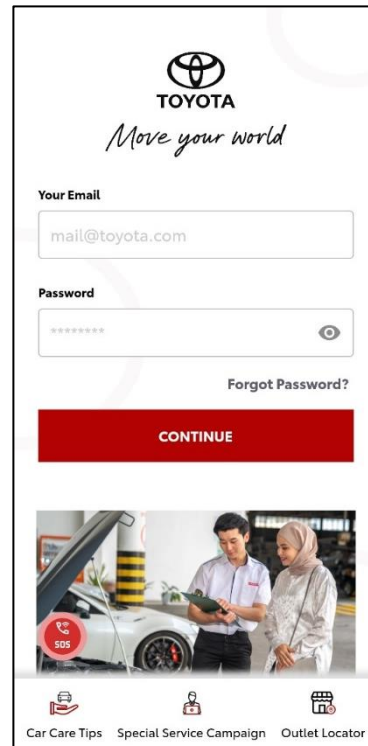 TOYOTA
Move your world
Your Email
mail@toyota.com
Password
********
Forgot Password?
CONTINUE
SOS
Car Care Tips Special Service Campaign Outlet Locator